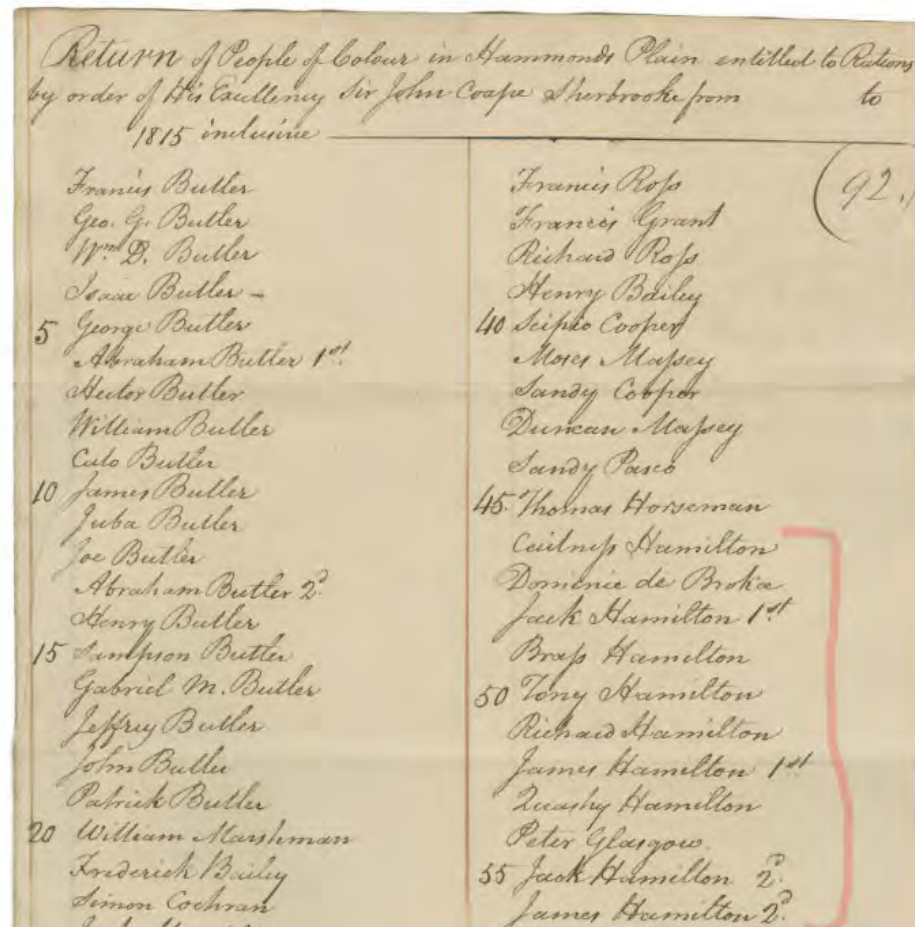 Return of People of Colour in Hammonds Plain entitled to Rations
by order of His Excellency Sir John Coape Sherbrooke from to
1815 inclusive
Francis Butler
Geo. G. Butler
Wm D. Butler
Isaac Butler -
5 George Butler
Abraham Butler 1st
Hector Butler
William Butler
Cato Butler
10 James Butler
Juba Butler
Joe Butler
Abraham Butler 2d
Henry Butler
15 Sampson Butler
Gabriel M. Butler
Jeffrey Butler
John Butler
Patrick Butler
20 William Marshman
Frederick Bailey
Simon Cochran
(92.)
Francis Ross
Francis Grant
Richard Ross
Henry Bailey
40 Scipio Cooper
Moses Massey
Sandy Cooper
Duncan Massey
Sandy Pasco
45. Thomas Horseman
Hamilton
Dominie de
Jack Hamilton 1st
Brass Hamilton
50 Tony Hamilton
Richard Hamilton
James Hamilton 1st
Quashy Hamilton
Peter Glasgow.
55 Jack Hamilton 2d.
James Hamilton 2d.